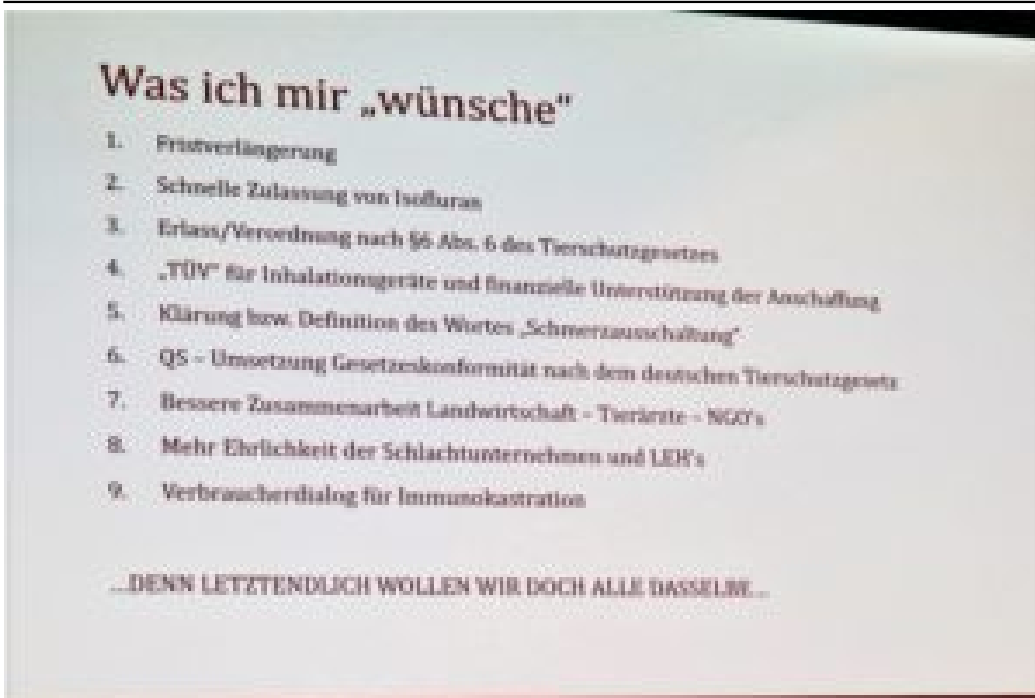 Was ich mir „wünsche"
1. Fristverlängerung
2. Schnelle Zulassung von Isofluran
3. Erlass/Verordnung nach §6 Abs. 6 des Tierschutzgesetzes
4. „TÜV" für Inhalationsgeräte und finanzielle Unterstützung der Anschaffung
5. Klärung bzw. Definition des Wortes „Schmerzausschaltung"
6. QS – Umsetzung Gesetzeskonformität nach dem deutschen Tierschutzgesetz
7. Bessere Zusammenarbeit Landwirtschaft – Tierärzte – NGO's
8. Mehr Ehrlichkeit der Schlachtunternehmen und LEH's
9. Verbraucherdialog für Immunokastration
...DENN LETZTENDLICH WOLLEN WIR DOCH ALLE DASSELBE...